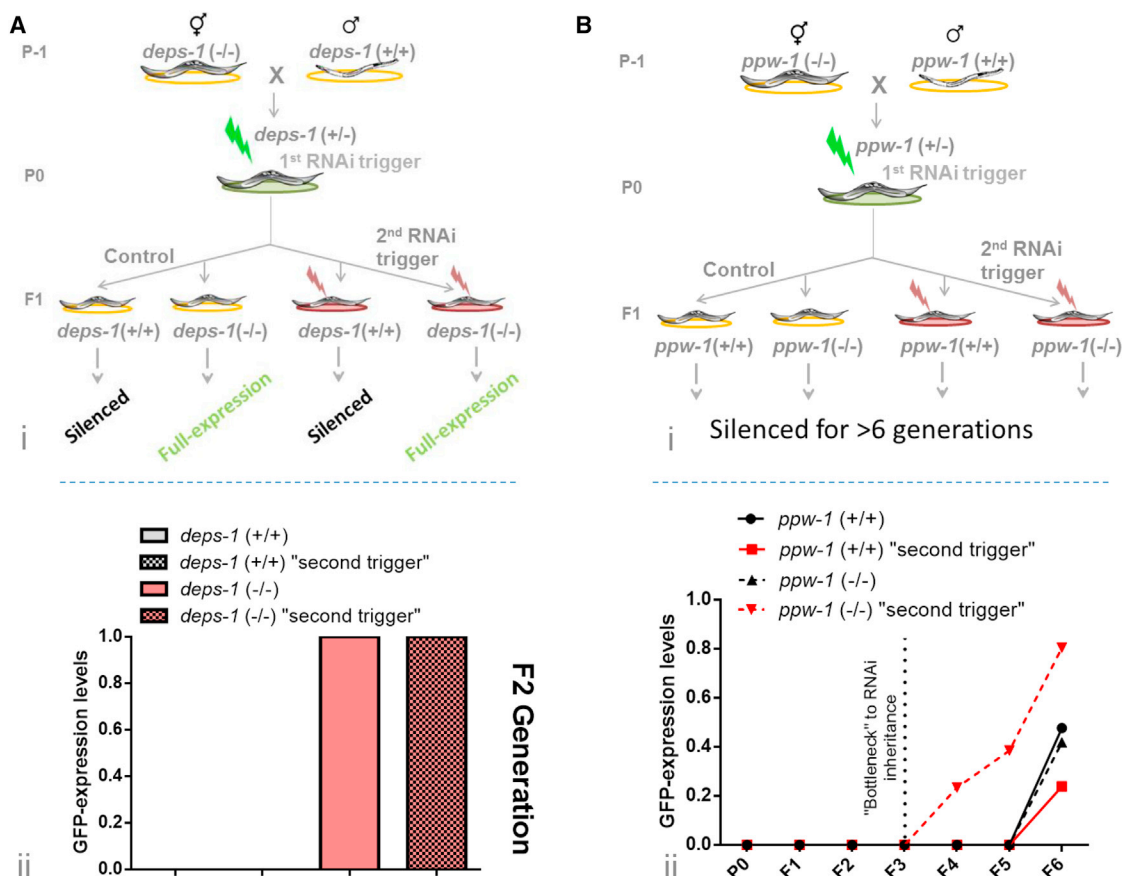 A
P-1
⚥
deps-1 (-/-)
♂
deps-1 (+/+)
X
deps-1 (+/-)
1st RNAi trigger
P0
Control
2nd RNAi
trigger
F1
deps-1(+/+)
deps-1(-/-)
deps-1(+/+)
deps-1(-/-)
Silenced
Full-expression
Silenced
Full-expression
i
deps-1 (+/+)
deps-1 (+/+) "second trigger"
deps-1 (-/-)
deps-1 (-/-) "second trigger"
GFP-expression levels
1.0
0.8
0.6
0.4
0.2
0.0
F2 Generation
ii
B
P-1
⚥
ppw-1 (-/-)
♂
ppw-1 (+/+)
X
ppw-1 (+/-)
1st RNAi trigger
P0
Control
2nd RNAi
trigger
F1
ppw-1(+/+)
ppw-1(-/-)
ppw-1(+/+)
ppw-1(-/-)
i
Silenced for >6 generations
ppw-1 (+/+)
ppw-1 (+/+) "second trigger"
ppw-1 (-/-)
ppw-1 (-/-) "second trigger"
GFP-expression levels
1.0
0.8
0.6
0.4
0.2
0.0
"Bottleneck" to RNAi
inheritance
P0
F1
F2
F3
F4
F5
F6
ii